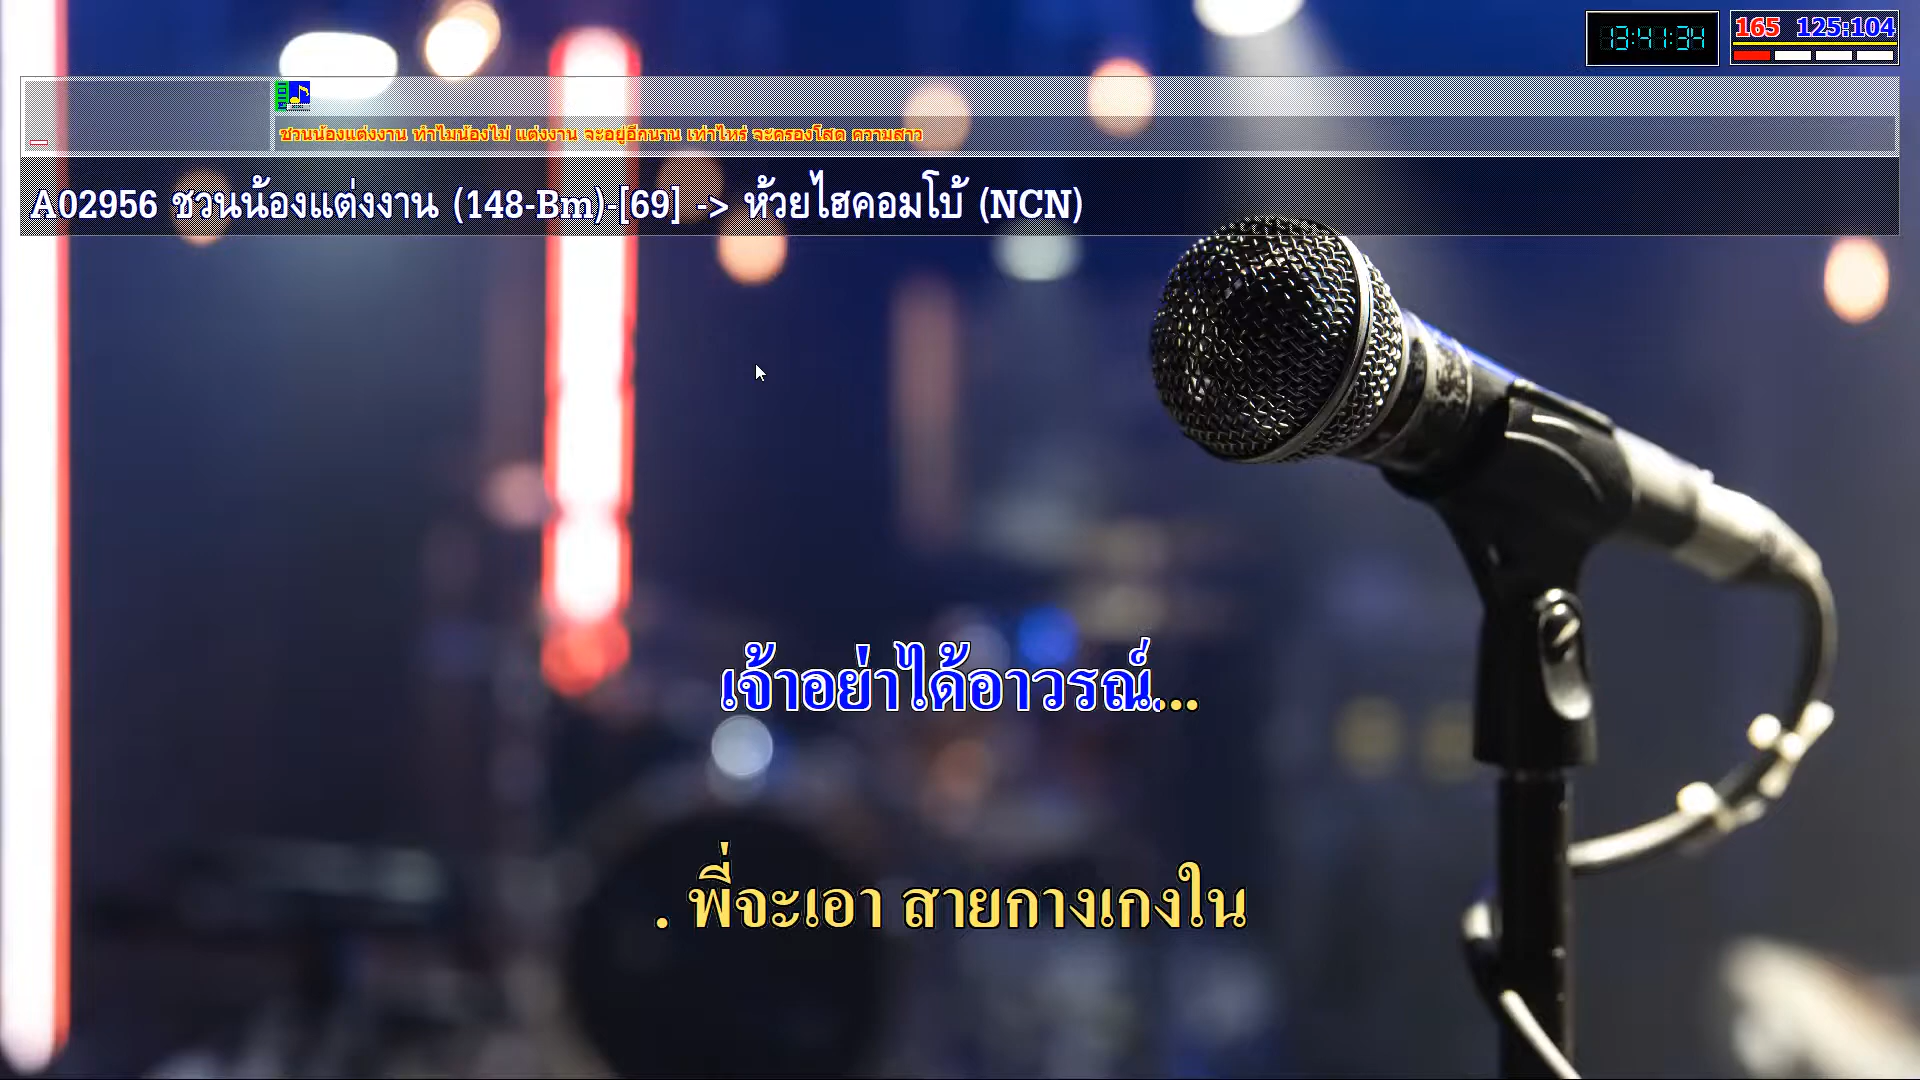 13:41:34
165 125:104
ชวนน้องแต่งงาน ทำไมน้องไม่ แต่งงาน จะอยู่อีกนาน เท่าไหร่ จะครองโสด ความสาว
A02956 ชวนน้องแต่งงาน (148-Bm)-[69] -> ห้วยไฮคอมโบ้ (NCN)
เจ้าอย่าได้อาวรณ์...
. พี่จะเอา สายกางเกงใน